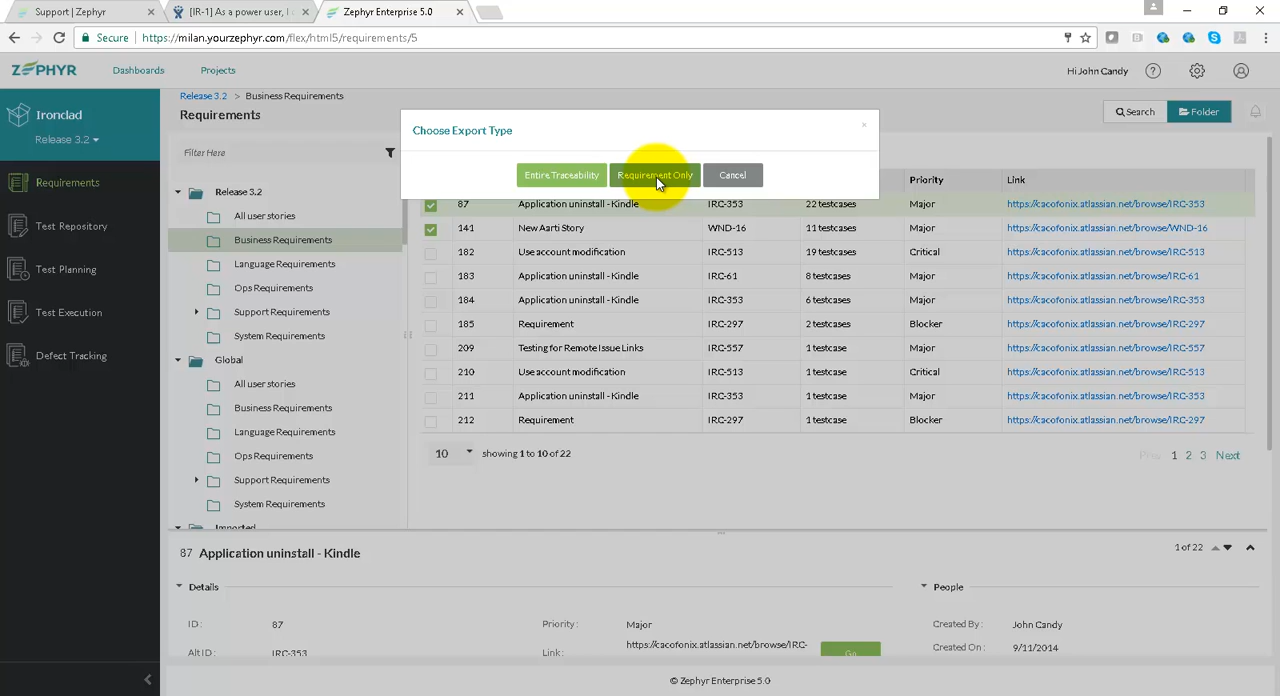 Support | Zephyr
[IR-1] As a power user, I
Zephyr Enterprise 5.0
Secure https://milan.yourzephyr.com/flex/html5/requirements/5
ZEPHYR
Dashboards
Projects
Hi John Candy
Ironclad
Release 3.2
Requirements
Test Repository
Test Planning
Test Execution
Defect Tracking
Release 3.2 > Business Requirements
Requirements
Search
Folder
Filter Here
Release 3.2
All user stories
Business Requirements
Language Requirements
Ops Requirements
Support Requirements
System Requirements
Global
All user stories
Business Requirements
Language Requirements
Ops Requirements
Support Requirements
System Requirements
Imported
Choose Export Type
Entire Traceability Requirement Only Cancel
Priority Link
87 Application uninstall - Kindle IRC-353 22 testcases Major https://cacofonix.atlassian.net/browse/IRC-353
141 New Aarti Story WND-16 11 testcases Major https://cacofonix.atlassian.net/browse/WND-16
182 Use account modification IRC-513 19 testcases Critical https://cacofonix.atlassian.net/browse/IRC-513
183 Application uninstall - Kindle IRC-61 8 testcases Major https://cacofonix.atlassian.net/browse/IRC-61
184 Application uninstall - Kindle IRC-353 6 testcases Major https://cacofonix.atlassian.net/browse/IRC-353
185 Requirement IRC-297 2 testcases Blocker https://cacofonix.atlassian.net/browse/IRC-297
209 Testing for Remote Issue Links IRC-557 1 testcase Major https://cacofonix.atlassian.net/browse/IRC-557
210 Use account modification IRC-513 1 testcase Critical https://cacofonix.atlassian.net/browse/IRC-513
211 Application uninstall - Kindle IRC-353 1 testcase Major https://cacofonix.atlassian.net/browse/IRC-353
212 Requirement IRC-297 1 testcase Blocker https://cacofonix.atlassian.net/browse/IRC-297
10 showing 1 to 10 of 22
Prev 1 2 3 Next
87 Application uninstall - Kindle
1 of 22
Details
People
ID : 87 Priority : Major Created By : John Candy
Alt ID : IRC-353 Link : https://cacofonix.atlassian.net/browse/IRC- Go Created On : 9/11/2014
© Zephyr Enterprise 5.0